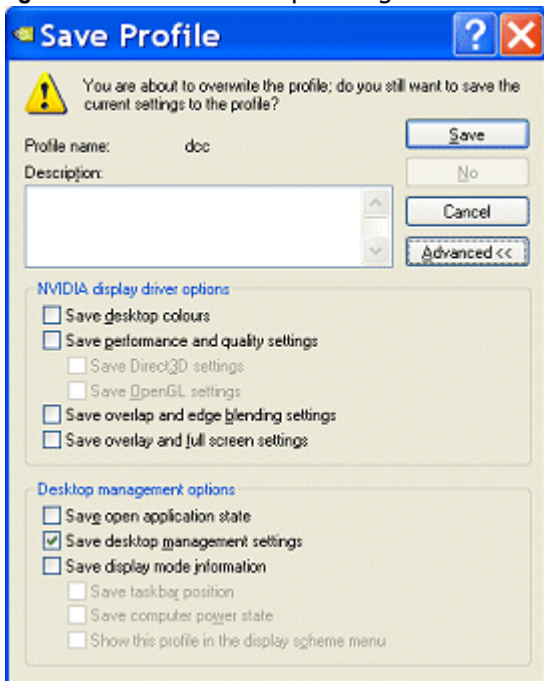 Save Profile
You are about to overwrite the profile; do you still want to save the
current settings to the profile?
Profile name: dcc
Save
Description:
No
Cancel
Advanced <<
NVIDIA display driver options
Save desktop colours
Save performance and quality settings
Save Direct3D settings
Save OpenGL settings
Save overlap and edge blending settings
Save overlay and full screen settings
Desktop management options
Save open application state
Save desktop management settings
Save display mode information
Save taskbar position
Save computer power state
Show this profile in the display scheme menu